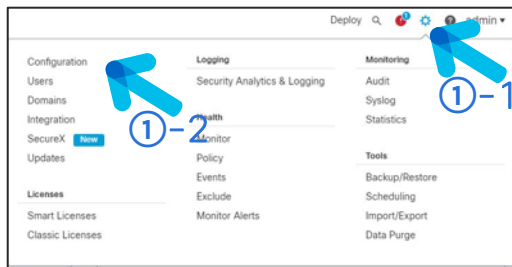 Deploy 1 ? admin
Configuration
Users
Domains
Integration
SecureX New
Updates
Licenses
Smart Licenses
Classic Licenses
Logging
Security Analytics & Logging
Health
Monitor
Policy
Events
Exclude
Monitor Alerts
Monitoring
Audit
Syslog
Statistics
Tools
Backup/Restore
Scheduling
Import/Export
Data Purge
①-1
①-2